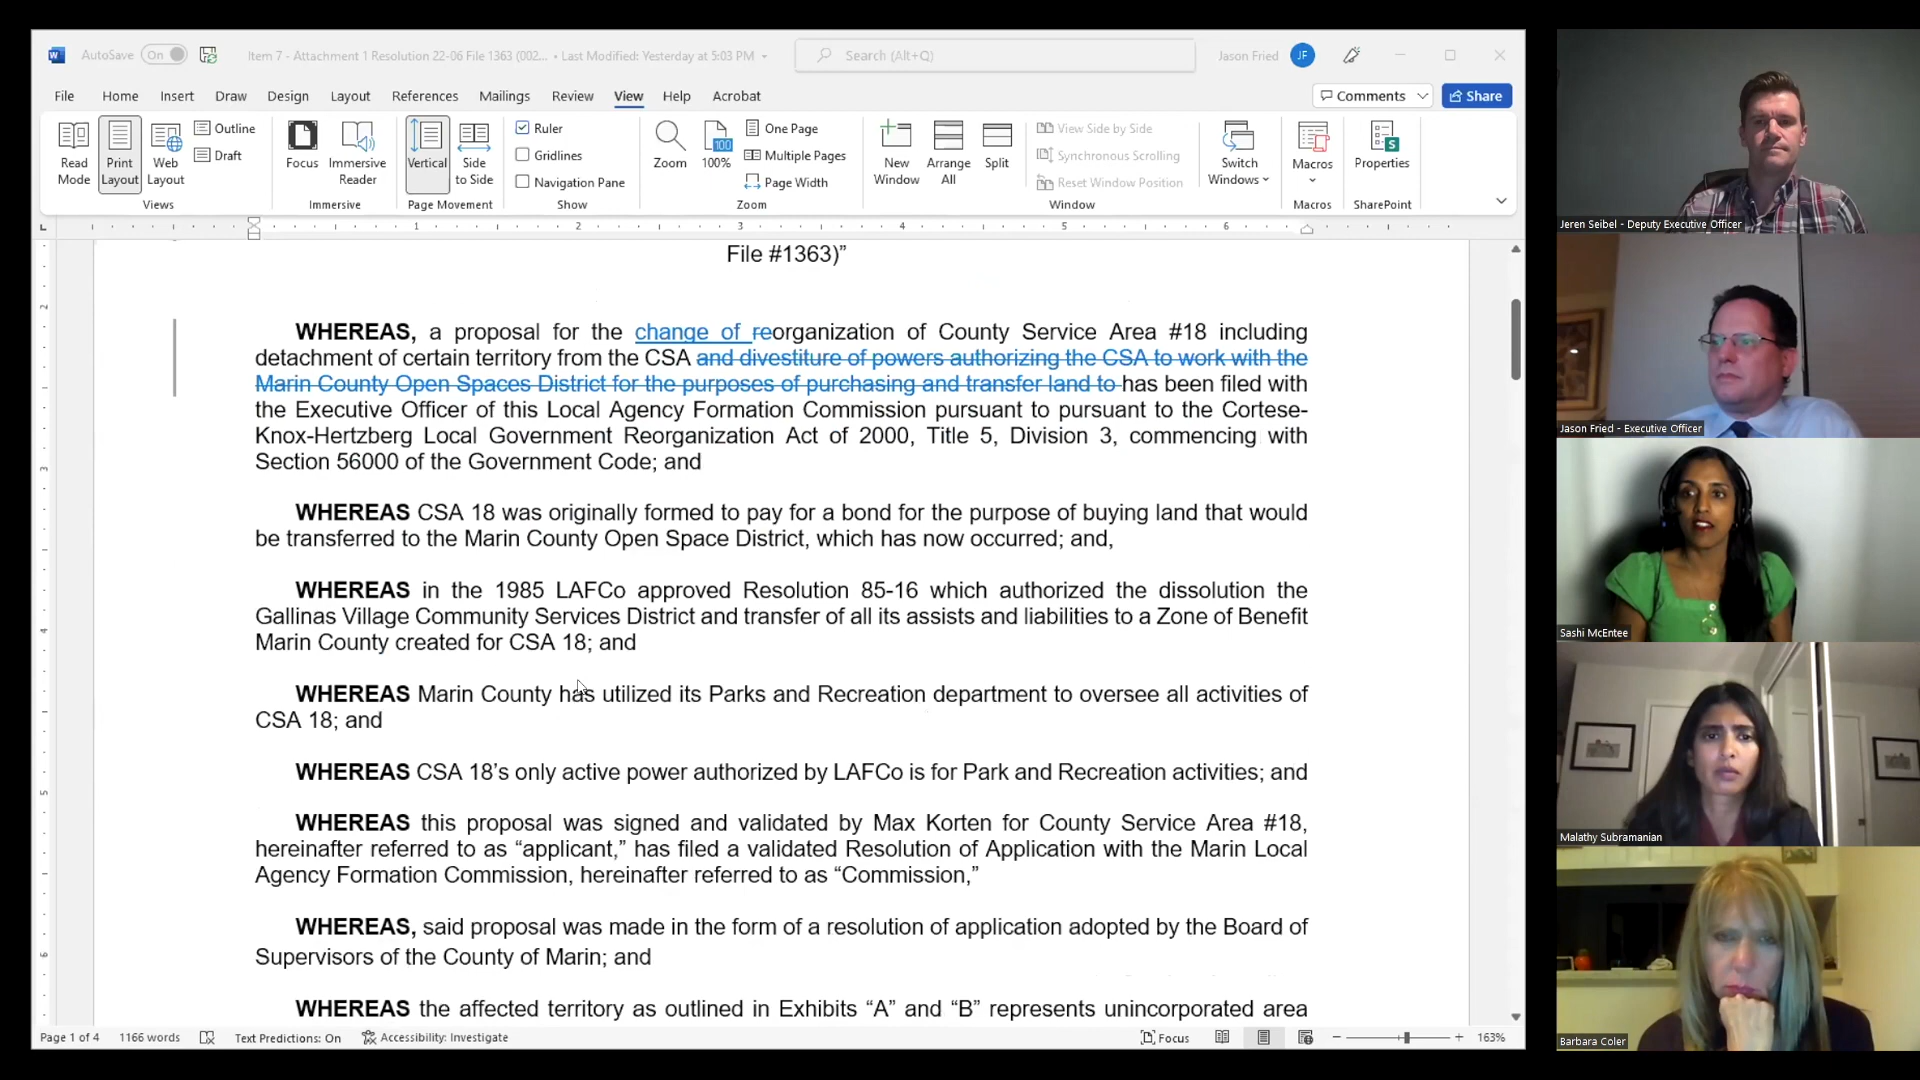 AutoSave On Item 7 - Attachment 1 Resolution 22-06 File 1363 (002... • Last Modified: Yesterday at 5:03 PM Search (Alt+Q) Jason Fried JF
File Home Insert Draw Design Layout References Mailings Review View Help Acrobat Comments Share
Read Mode
Print Layout
Web Layout
Outline
Draft
Views
Focus
Immersive Reader
Immersive
Vertical
Side to Side
Page Movement
Ruler
Gridlines
Navigation Pane
Show
Zoom
100
100%
One Page
Multiple Pages
Page Width
Zoom
New Window
Arrange All
Split
View Side by Side
Synchronous Scrolling
Reset Window Position
Switch Windows
Window
Macros
Macros
Properties
SharePoint
1 2 3 4 5 6
2
3
4
5
6
File #1363)”
WHEREAS, a proposal for the change of reorganization of County Service Area #18 including
detachment of certain territory from the CSA and divestiture of powers authorizing the CSA to work with the
Marin County Open Spaces District for the purposes of purchasing and transfer land to has been filed with
the Executive Officer of this Local Agency Formation Commission pursuant to pursuant to the Cortese-
Knox-Hertzberg Local Government Reorganization Act of 2000, Title 5, Division 3, commencing with
Section 56000 of the Government Code; and
WHEREAS CSA 18 was originally formed to pay for a bond for the purpose of buying land that would
be transferred to the Marin County Open Space District, which has now occurred; and,
WHEREAS in the 1985 LAFCo approved Resolution 85-16 which authorized the dissolution the
Gallinas Village Community Services District and transfer of all its assists and liabilities to a Zone of Benefit
Marin County created for CSA 18; and
WHEREAS Marin County has utilized its Parks and Recreation department to oversee all activities of
CSA 18; and
WHEREAS CSA 18’s only active power authorized by LAFCo is for Park and Recreation activities; and
WHEREAS this proposal was signed and validated by Max Korten for County Service Area #18,
hereinafter referred to as “applicant,” has filed a validated Resolution of Application with the Marin Local
Agency Formation Commission, hereinafter referred to as “Commission,”
WHEREAS, said proposal was made in the form of a resolution of application adopted by the Board of
Supervisors of the County of Marin; and
WHEREAS the affected territory as outlined in Exhibits “A” and “B” represents unincorporated area
Page 1 of 4 1166 words Text Predictions: On Accessibility: Investigate Focus 163%
Jeren Seibel - Deputy Executive Officer
Jason Fried - Executive Officer
Sashi McEntee
Malathy Subramanian
Barbara Coler